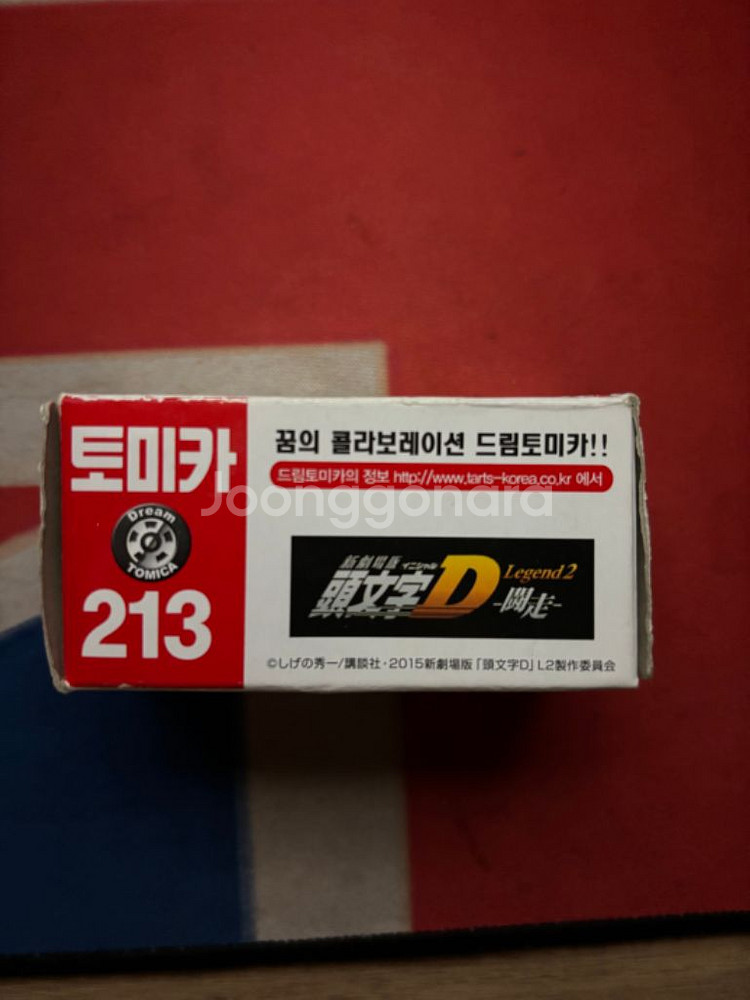 토미카
Dream
TOMICA
213
꿈의 콜라보레이션 드림토미카!!
드림토미카의 정보 http://www.tarts-korea.co.kr 에서
Joonggonara
新劇場版
イニシャル
頭文字D Legend2
-闘走-
©しげの秀一/講談社・2015新劇場版「頭文字D」L2製作委員会